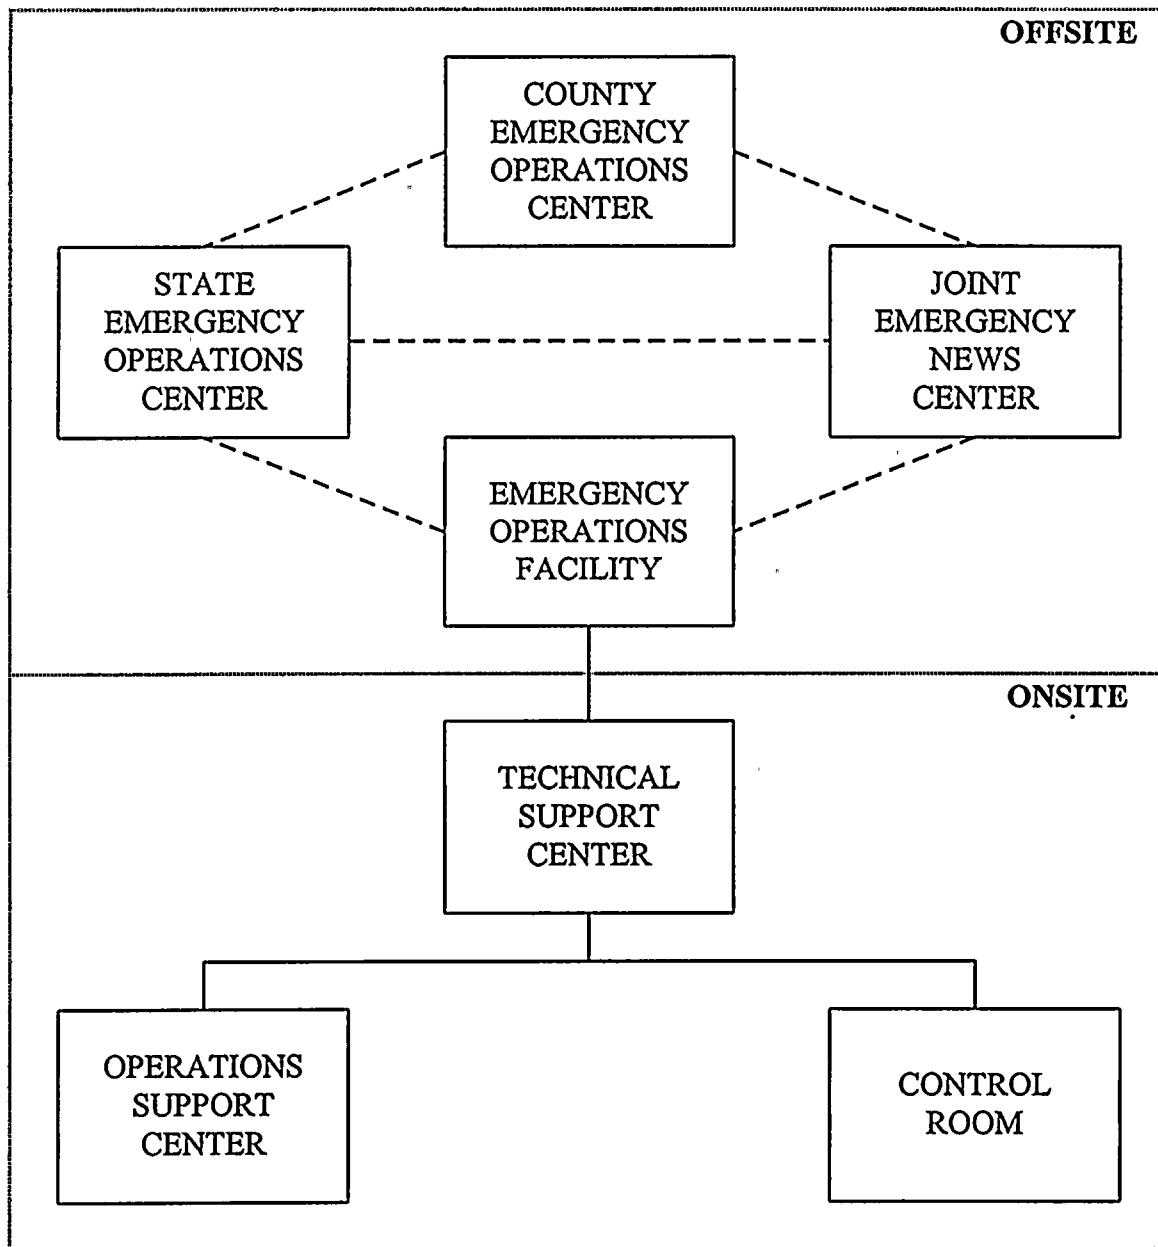 OFFSITE
COUNTY
EMERGENCY
OPERATIONS
CENTER
STATE
EMERGENCY
OPERATIONS
CENTER
JOINT
EMERGENCY
NEWS
CENTER
EMERGENCY
OPERATIONS
FACILITY
ONSITE
TECHNICAL
SUPPORT
CENTER
OPERATIONS
SUPPORT
CENTER
CONTROL
ROOM